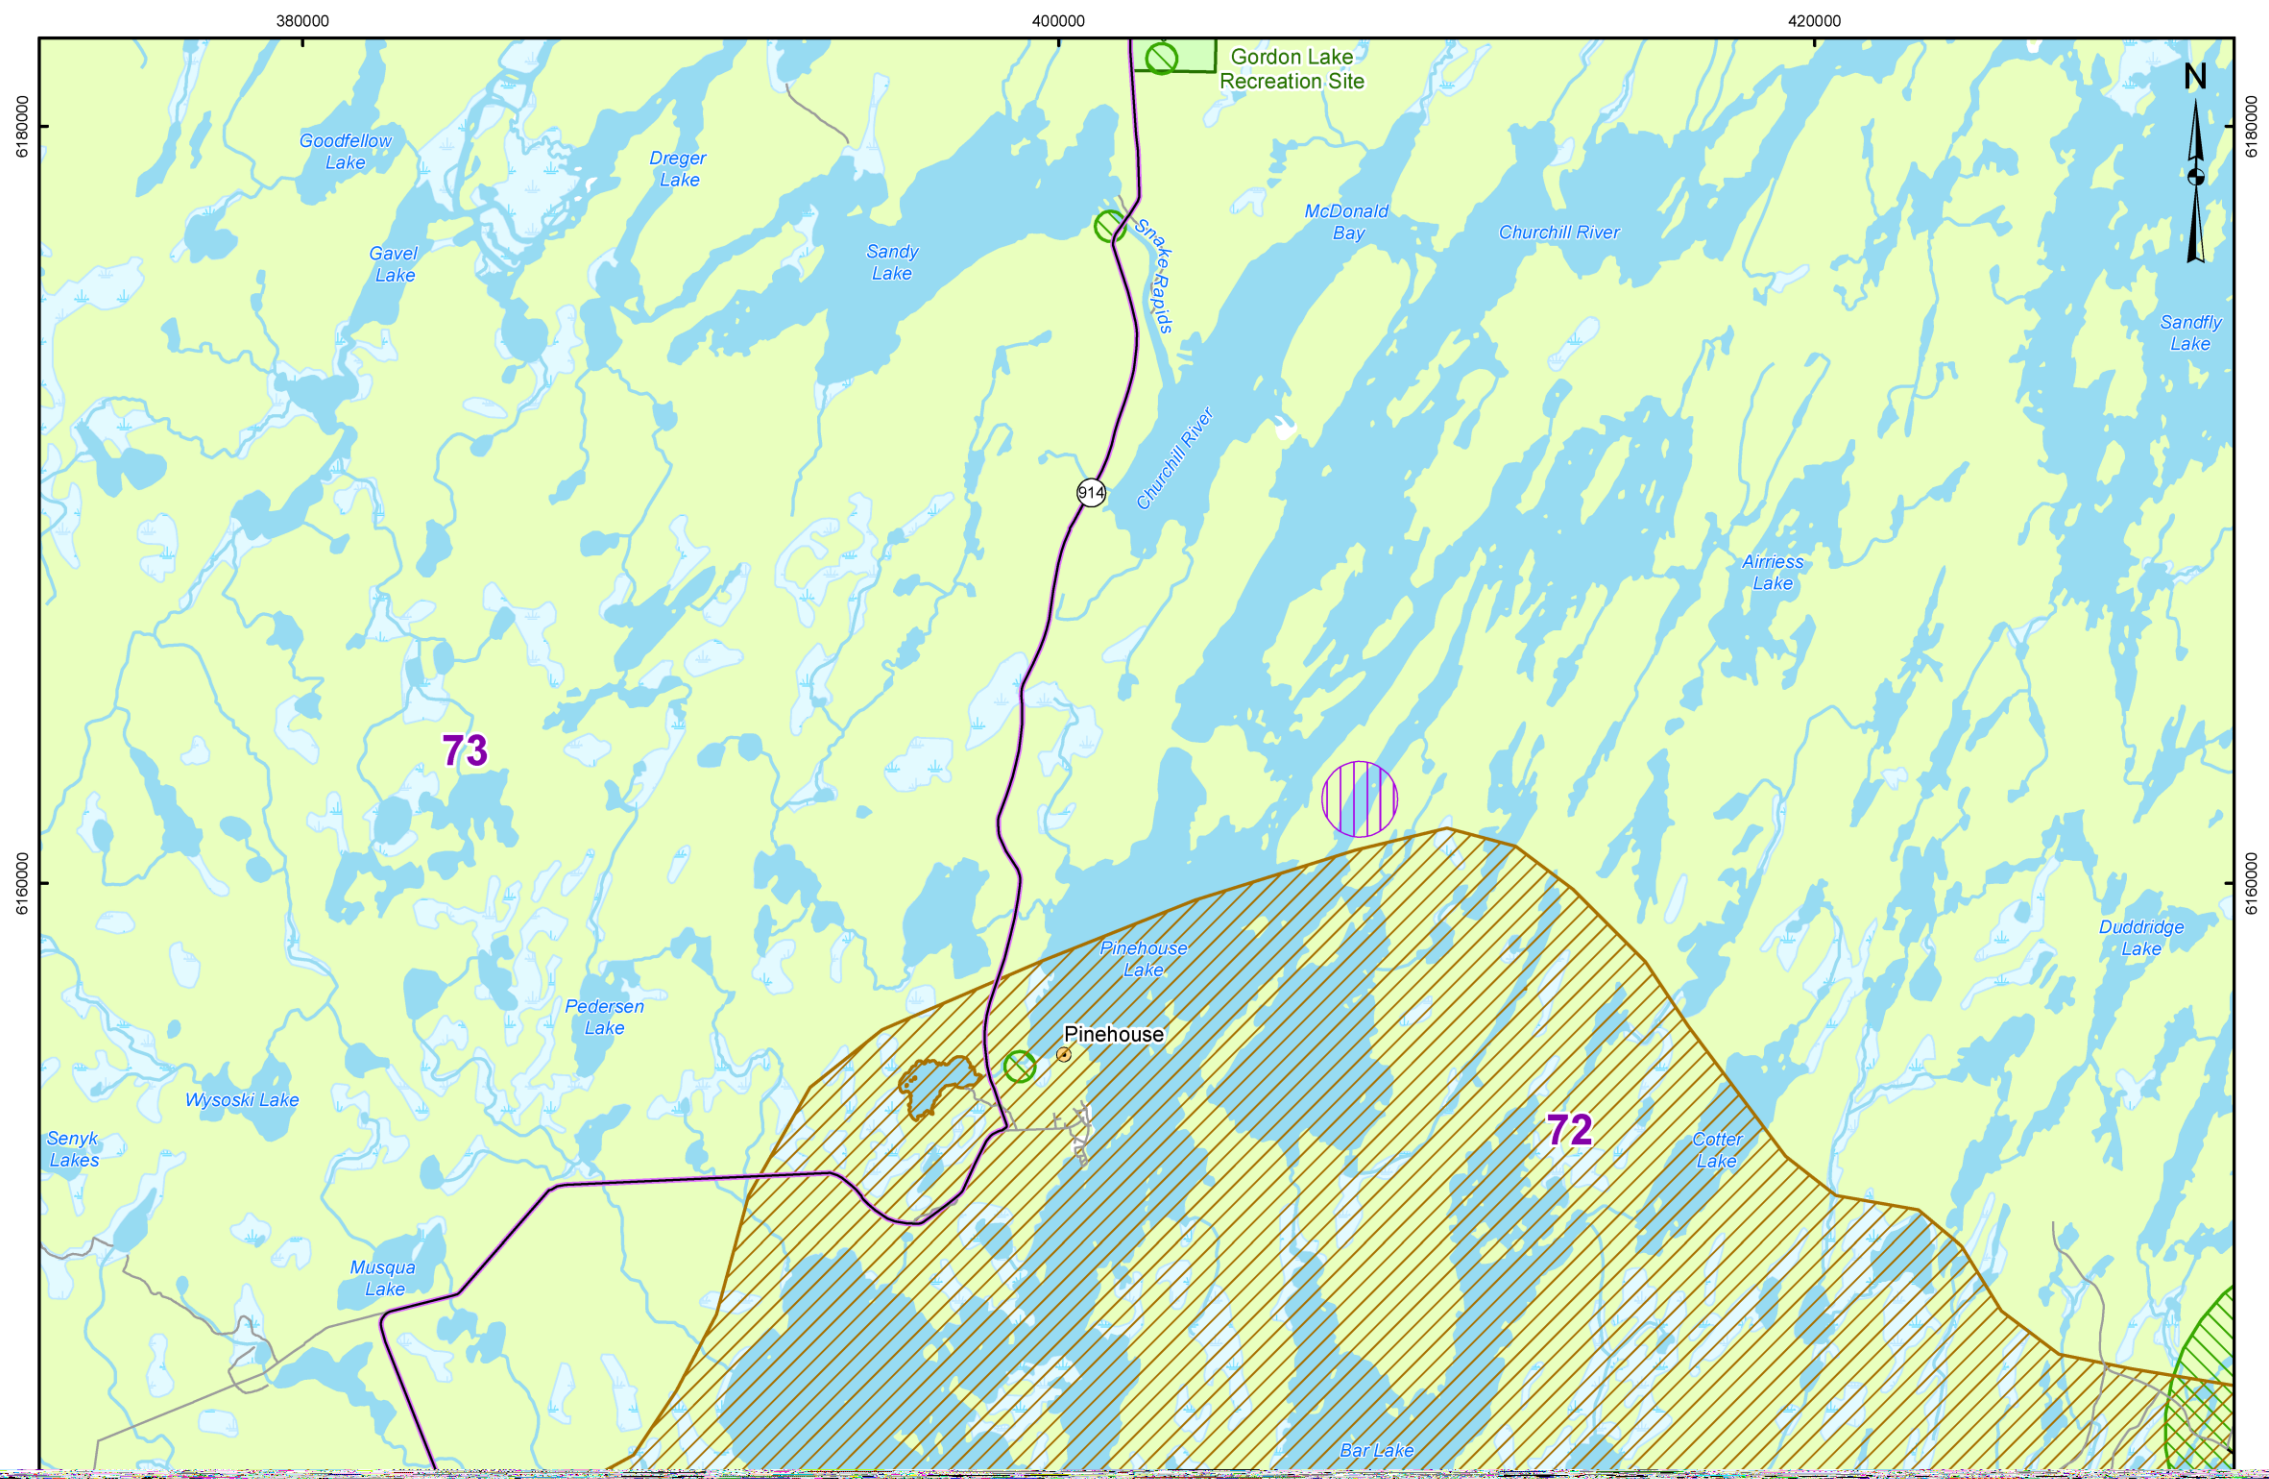 380000
400000
420000
6180000
6180000
Gordon Lake
Recreation Site
N
Goodfellow
Lake
Dreger
Lake
Gavel
Lake
Sandy
Lake
Snake Rapids
McDonald
Bay
Churchill River
Sandfly
Lake
Churchill River
914
Airriess
Lake
73
6160000
6160000
Duddridge
Lake
Pinehouse
Lake
Pedersen
Lake
Pinehouse
Wysoski Lake
Senyk
Lakes
72
Cotter
Lake
Musqua
Lake
Bar Lake